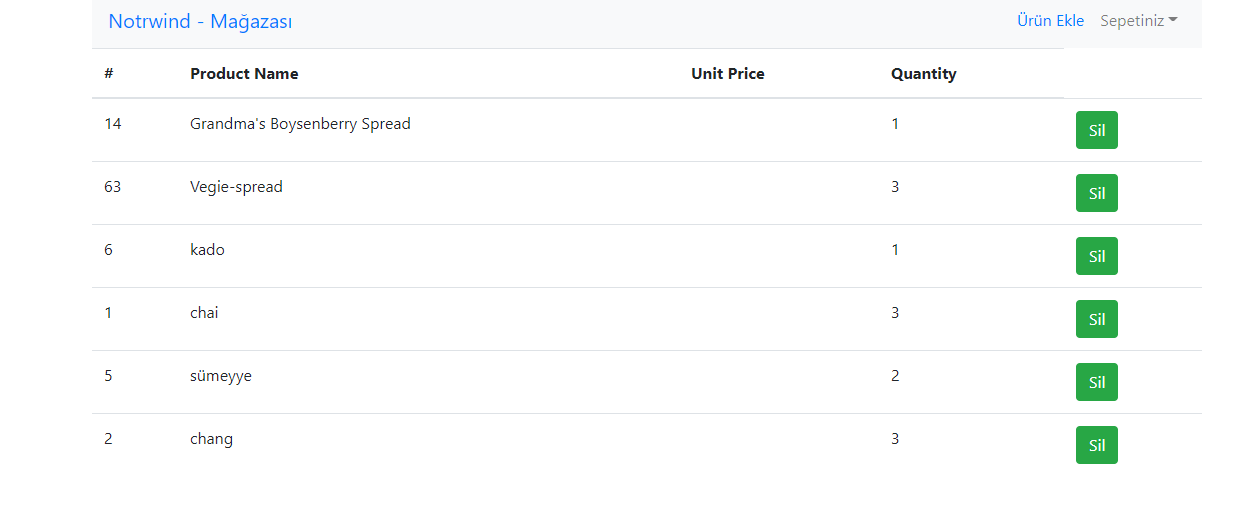 Notrwind - Mağazası Ürün Ekle Sepetiniz
# Product Name Unit Price Quantity
14 Grandma's Boysenberry Spread 1 Sil
63 Vegie-spread 3 Sil
6 kado 1 Sil
1 chai 3 Sil
5 sümeyye 2 Sil
2 chang 3 Sil